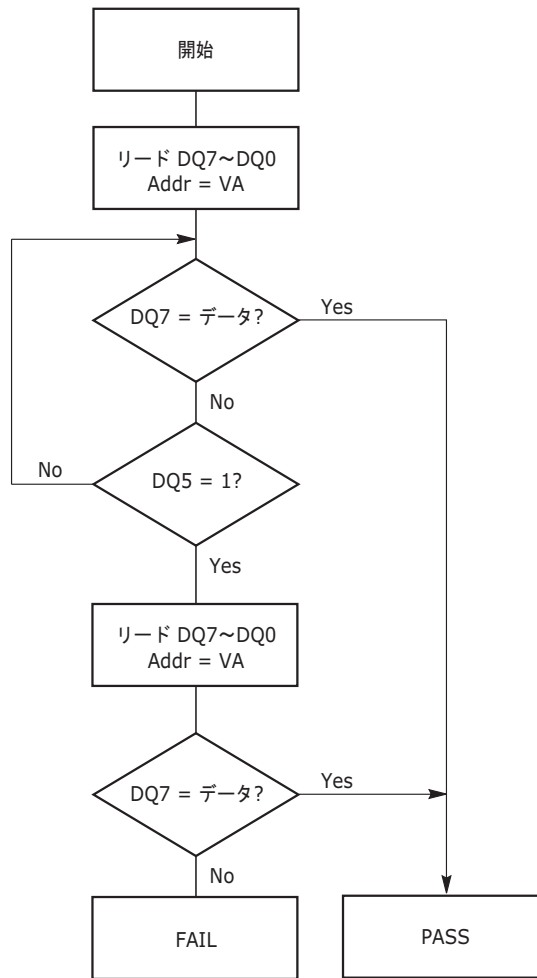 開始
リード DQ7～DQ0
Addr = VA
DQ7 = データ?
Yes
No
No
DQ5 = 1?
Yes
リード DQ7～DQ0
Addr = VA
DQ7 = データ?
Yes
No
FAIL
PASS